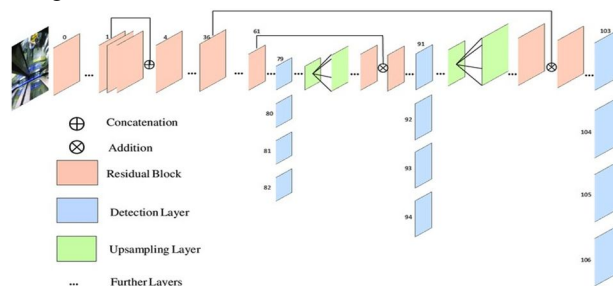 0 ... 1 ... 4 ... 36 ... ... 61 ... 79 ... ... ... 91 ... ... ... 103
80
81
82
92
93
94
104
105
106
Concatenation
Addition
Residual Block
Detection Layer
Upsampling Layer
... Further Layers